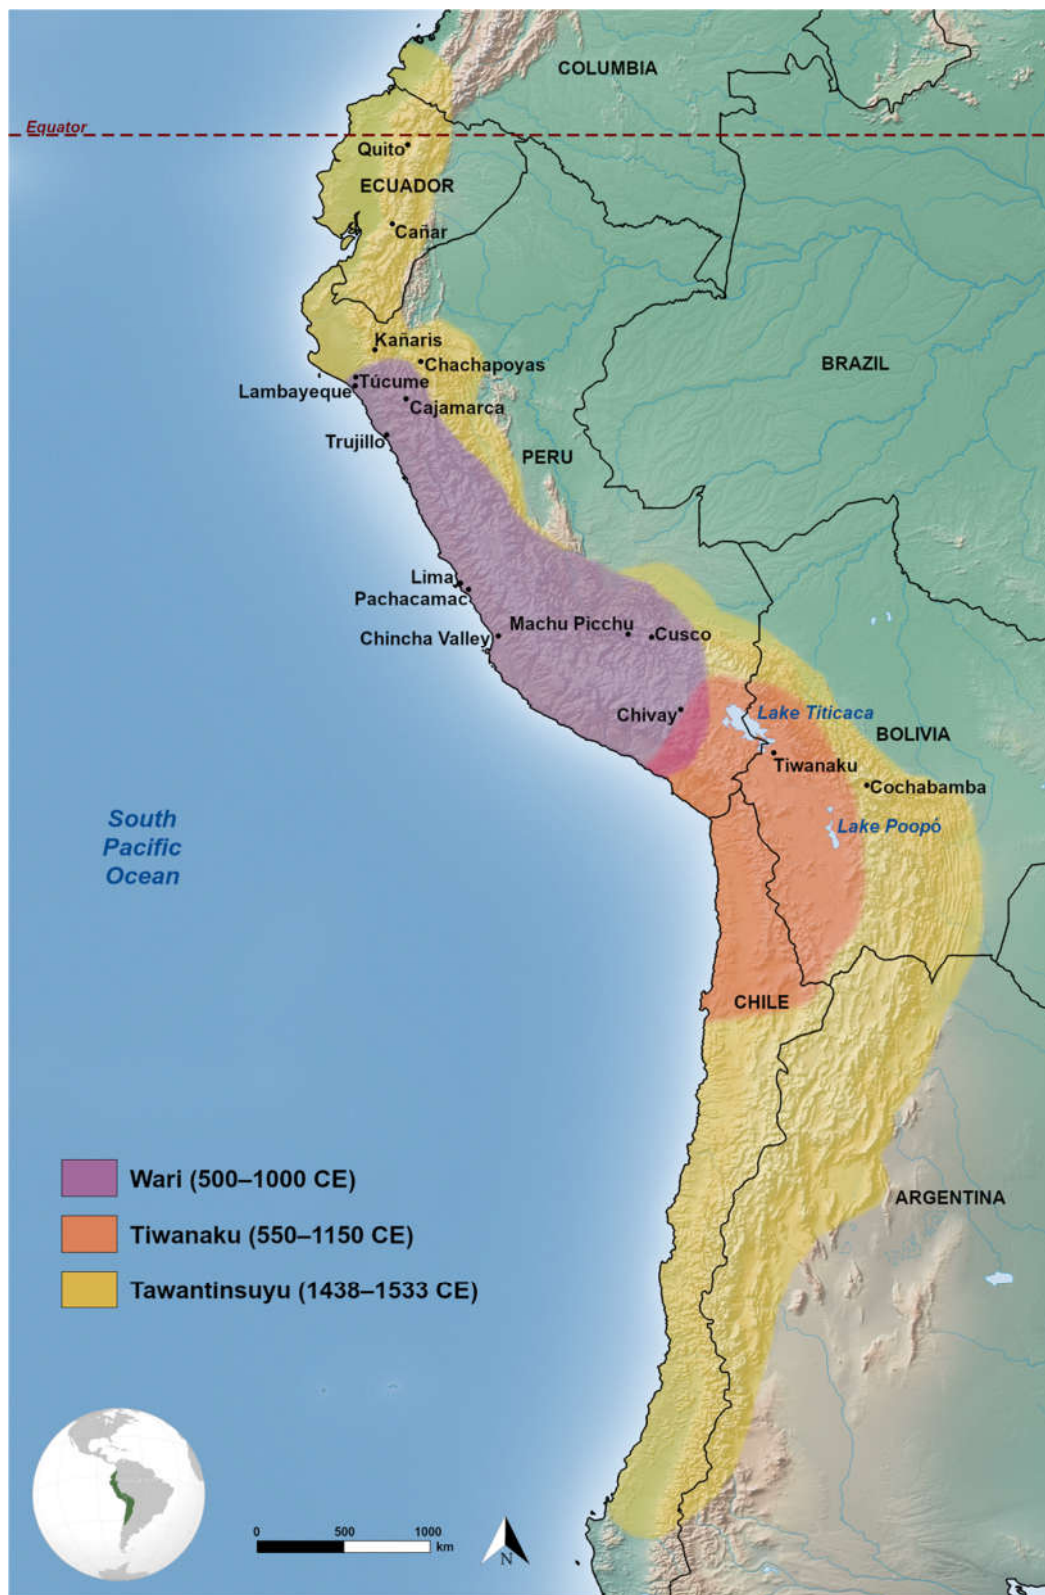 COLUMBIA
Equator
Quito
ECUADOR
Cañar
Kañaris
Chachapoyas
BRAZIL
Túcume
Lambayeque
Cajamarca
Trujillo
PERU
Lima
Pachacamac
Machu Picchu
Cusco
Chincha Valley
Chivay
Lake Titicaca
BOLIVIA
Tiwanaku
Cochabamba
Lake Poopó
South
Pacific
Ocean
CHILE
Wari (500–1000 CE)
ARGENTINA
Tiwanaku (550–1150 CE)
Tawantinsuyu (1438–1533 CE)
0 500 1000
km
N